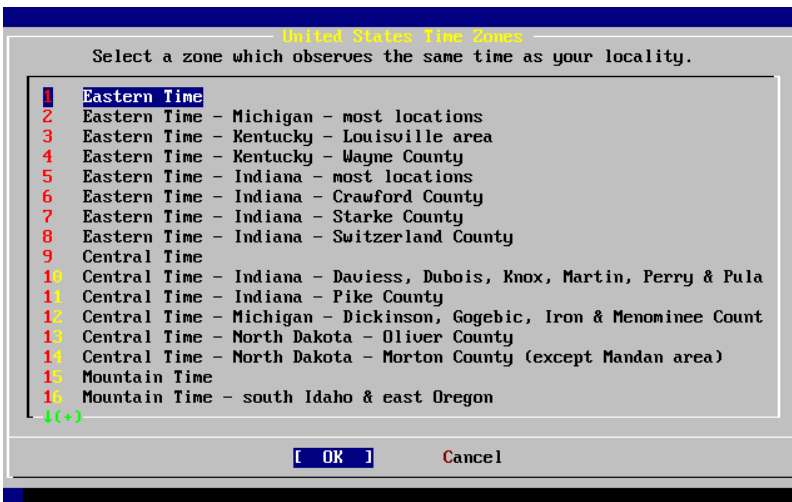 United States Time Zones
Select a zone which observes the same time as your locality.
1 Eastern Time
2 Eastern Time - Michigan - most locations
3 Eastern Time - Kentucky - Louisville area
4 Eastern Time - Kentucky - Wayne County
5 Eastern Time - Indiana - most locations
6 Eastern Time - Indiana - Crawford County
7 Eastern Time - Indiana - Starke County
8 Eastern Time - Indiana - Switzerland County
9 Central Time
10 Central Time - Indiana - Daviess, Dubois, Knox, Martin, Perry & Pula
11 Central Time - Indiana - Pike County
12 Central Time - Michigan - Dickinson, Gogebic, Iron & Menominee Count
13 Central Time - North Dakota - Oliver County
14 Central Time - North Dakota - Morton County (except Mandan area)
15 Mountain Time
16 Mountain Time - south Idaho & east Oregon
↓(+)
[ OK ] Cancel